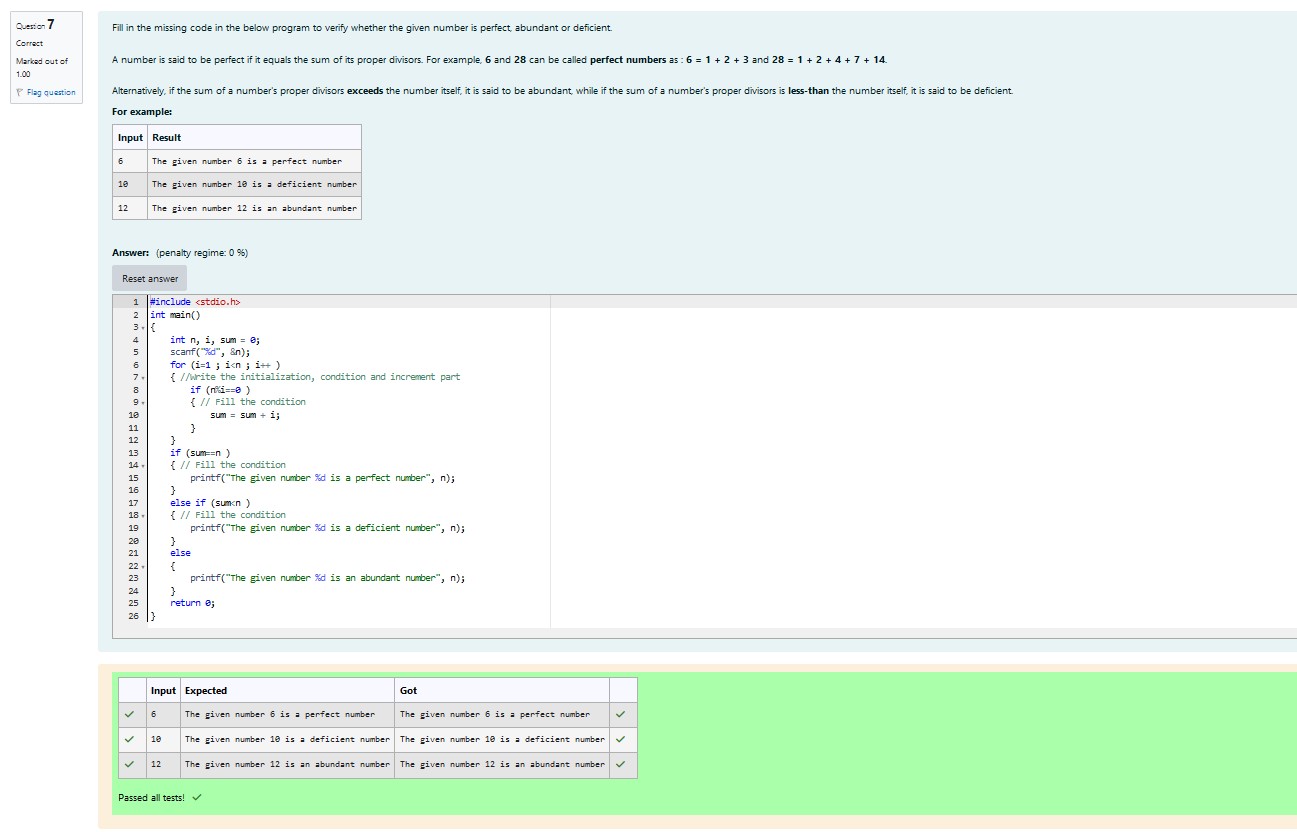 Question 7
Correct
Marked out of
1.00
Flag question
Fill in the missing code in the below program to verify whether the given number is perfect, abundant or deficient.
A number is said to be perfect if it equals the sum of its proper divisors. For example, 6 and 28 can be called perfect numbers as : 6 = 1 + 2 + 3 and 28 = 1 + 2 + 4 + 7 + 14.
Alternatively, if the sum of a number's proper divisors exceeds the number itself, it is said to be abundant, while if the sum of a number's proper divisors is less-than the number itself, it is said to be deficient.
For example:
Input Result
6 The given number 6 is a perfect number
10 The given number 10 is a deficient number
12 The given number 12 is an abundant number
Answer: (penalty regime: 0 %)
Reset answer
1 #include <stdio.h>
2 int main()
3 {
4 int n, i, sum = 0;
5 scanf("%d", &n);
6 for (i=1 ; i<n ; i++ )
7 { //Write the initialization, condition and increment part
8 if (n%i==0 )
9 { // Fill the condition
10 sum = sum + i;
11 }
12 }
13 if (sum==n )
14 { // Fill the condition
15 printf("The given number %d is a perfect number", n);
16 }
17 else if (sum<n )
18 { // Fill the condition
19 printf("The given number %d is a deficient number", n);
20 }
21 else
22 {
23 printf("The given number %d is an abundant number", n);
24 }
25 return 0;
26 }
Input Expected Got
6 The given number 6 is a perfect number The given number 6 is a perfect number
10 The given number 10 is a deficient number The given number 10 is a deficient number
12 The given number 12 is an abundant number The given number 12 is an abundant number
Passed all tests!